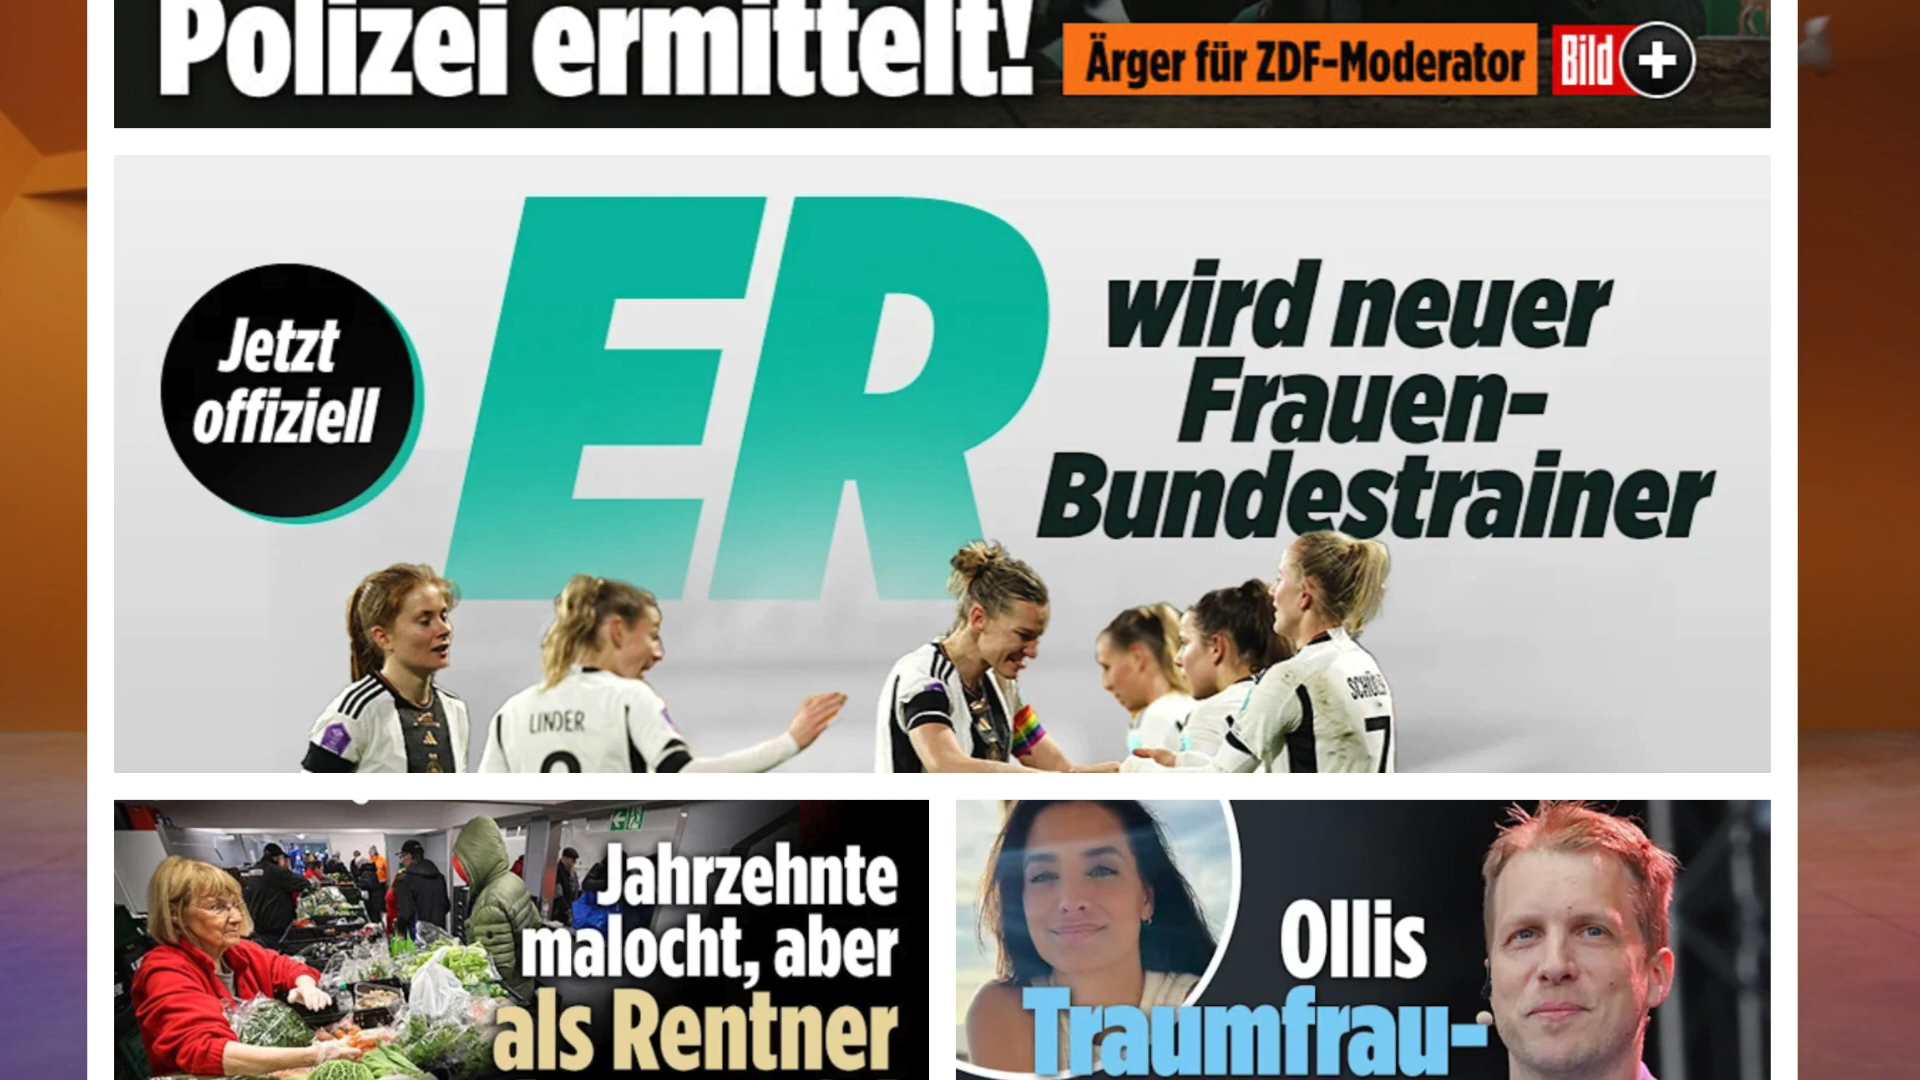 Polizei ermittelt!
Ärger für ZDF-Moderator
Bild +
Jetzt
offiziell
ER
wird neuer
Frauen-
Bundestrainer
LINDER
7
Jahrzehnte
malocht, aber
als Rentner
Ollis
Traumfrau-